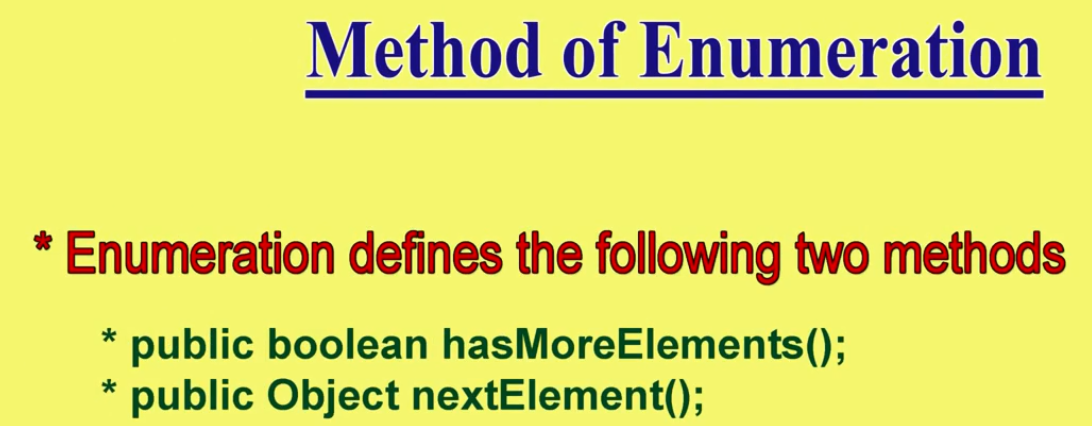 Method of Enumeration
* Enumeration defines the following two methods
* public boolean hasMoreElements();
* public Object nextElement();